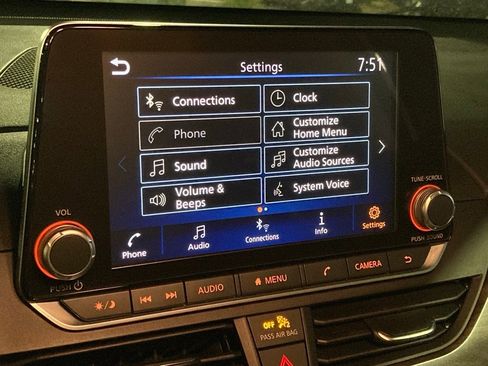 Settings
7:51
Connections
Clock
Phone
Customize
Home Menu
Sound
Customize
Audio Sources
Volume &
Beeps
System Voice
Phone
Audio
Connections
Info
Settings
VOL
PUSH
TUNE·SCROLL
PUSH SOUND
AUDIO
MENU
CAMERA
OFF
PASS AIR BAG